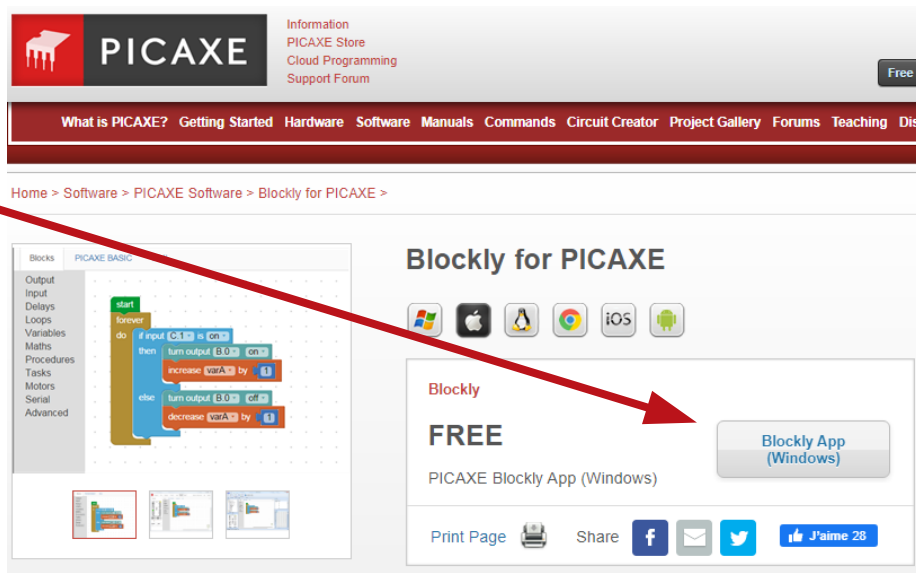 PICAXE
Information
PICAXE Store
Cloud Programming
Support Forum
Free
What is PICAXE? Getting Started Hardware Software Manuals Commands Circuit Creator Project Gallery Forums Teaching Dis
Home > Software > PICAXE Software > Blockly for PICAXE >
Blocks PICAXE BASIC
Output
Input
Delays
Loops
Variables
Maths
Procedures
Tasks
Motors
Serial
Advanced
start
forever
do if input C.1 is on
then turn output B.0 on
increase varA by 1
else turn output B.0 off
decrease varA by 1
Blockly for PICAXE
iOS
Blockly
FREE
PICAXE Blockly App (Windows)
Blockly App
(Windows)
Print Page Share f J'aime 28